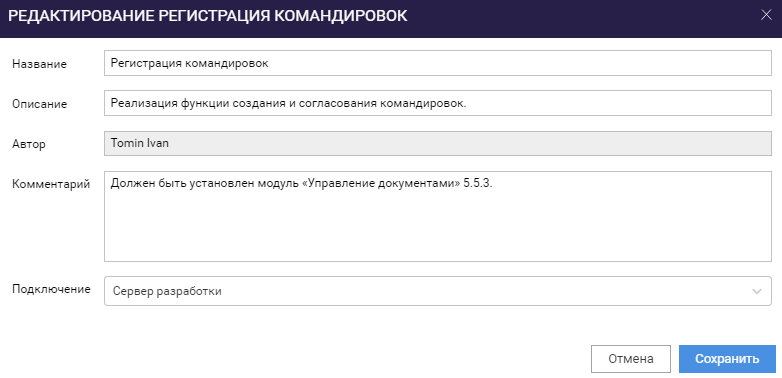 РЕДАКТИРОВАНИЕ РЕГИСТРАЦИЯ КОМАНДИРОВОК
Название Регистрация командировок
Описание Реализация функции создания и согласования командировок.
Автор Tomin Ivan
Комментарий Должен быть установлен модуль «Управление документами» 5.5.3.
Подключение Сервер разработки
Отмена Сохранить